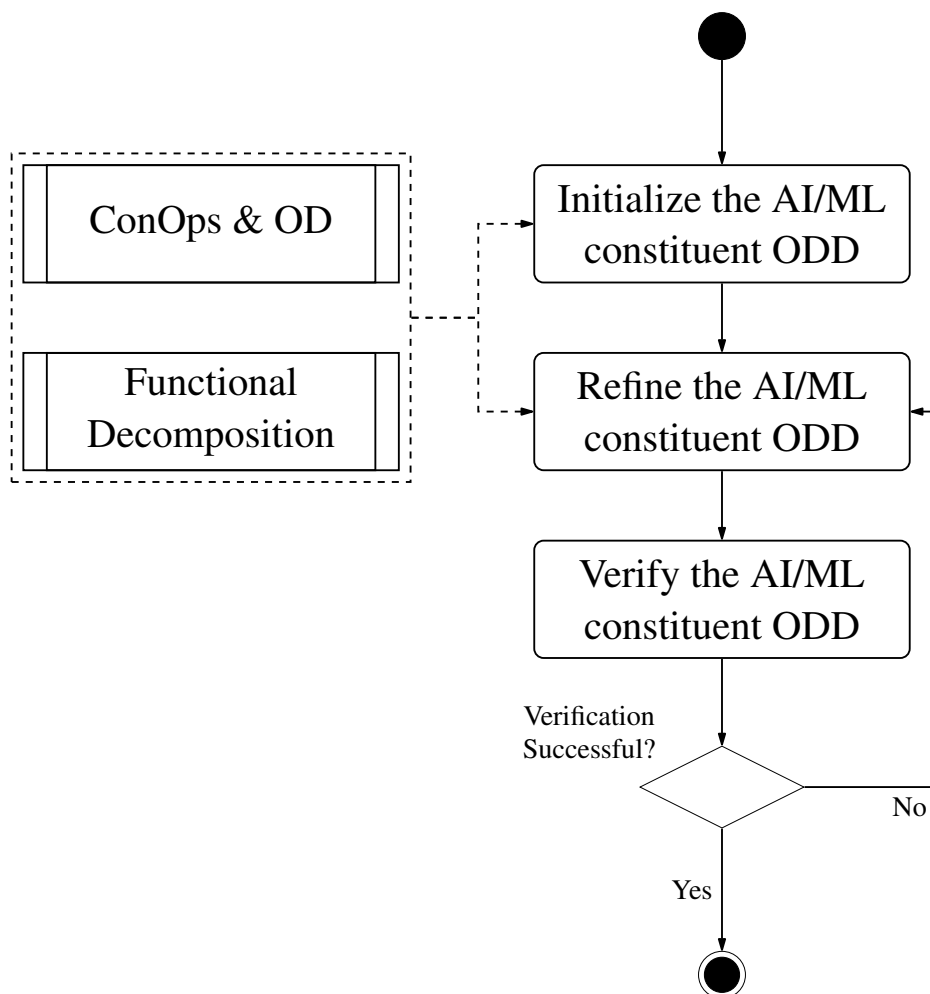 ConOps & OD
Functional
Decomposition
Initialize the AI/ML
constituent ODD
Refine the AI/ML
constituent ODD
Verify the AI/ML
constituent ODD
Verification
Successful?
No
Yes